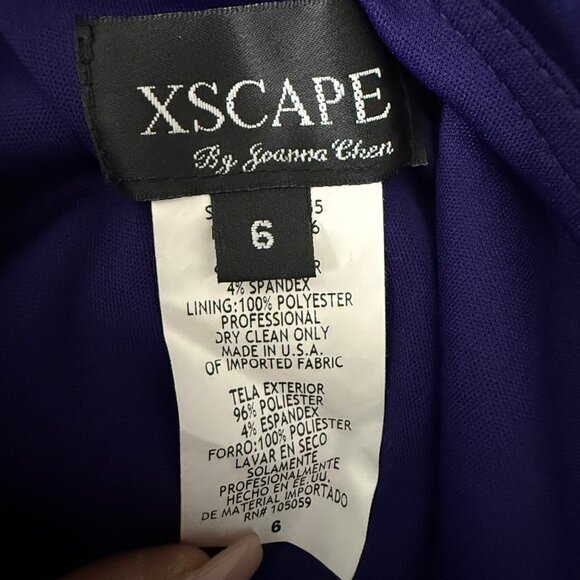 XSCAPE
By Joanna Chen
6
4% SPANDEX
LINING:100% POLYESTER
PROFESSIONAL
DRY CLEAN ONLY
MADE IN U.S.A.
OF IMPORTED FABRIC
TELA EXTERIOR
96% POLIESTER
4% ESPANDEX
FORRO:100% POLIESTER
LAVAR EN SECO
SOLAMENTE
PROFESIONALMENTE
HECHO EN EE.UU.
DE MATERIAL IMPORTADO
RN# 105059
6